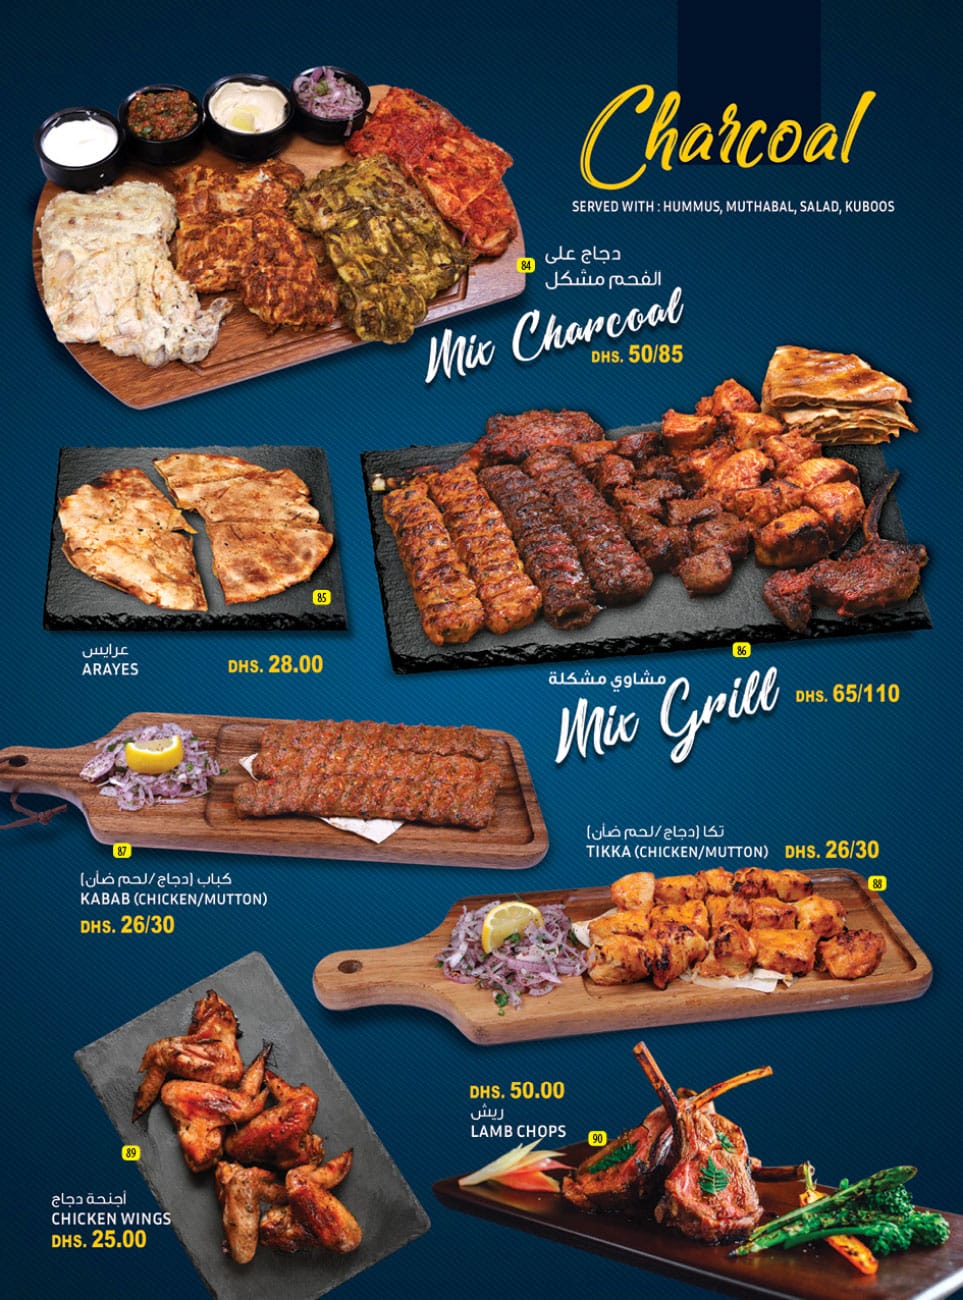 Charcoal
SERVED WITH : HUMMUS, MUTHABAL, SALAD, KUBOOS
84
دجاج على
الفحم مشكل
Mix Charcoal
DHS. 50/85
85
عرايس
ARAYES
DHS. 28.00
86
مشاوي مشكلة
Mix Grill
DHS. 65/110
87
كباب (دجاج/لحم ضأن)
KABAB (CHICKEN/MUTTON)
DHS. 26/30
تكا (دجاج/لحم ضأن)
TIKKA (CHICKEN/MUTTON) DHS. 26/30
88
89
أجنحة دجاج
CHICKEN WINGS
DHS. 25.00
DHS. 50.00
ريش
LAMB CHOPS
90